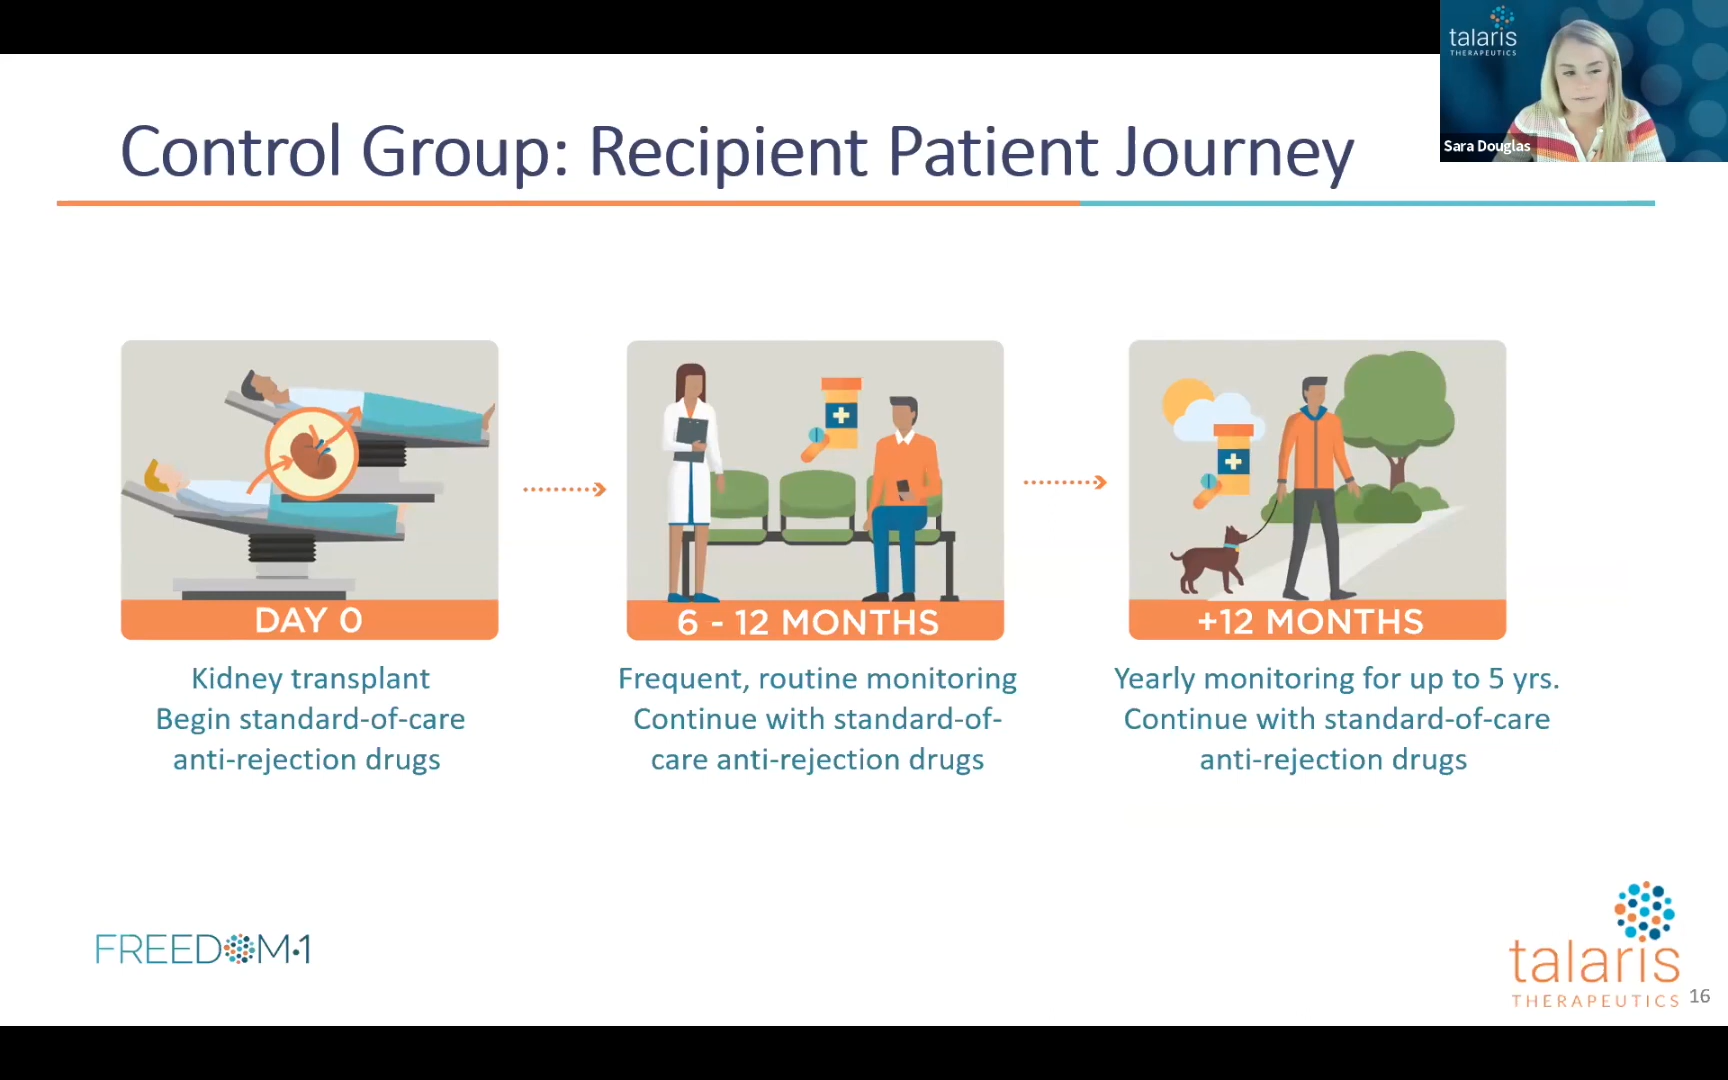 talaris
THERAPEUTICS
Sara Douglas
Control Group: Recipient Patient Journey
DAY 0
Kidney transplant
Begin standard-of-care
anti-rejection drugs
6 - 12 MONTHS
Frequent, routine monitoring
Continue with standard-of-
care anti-rejection drugs
+12 MONTHS
Yearly monitoring for up to 5 yrs.
Continue with standard-of-care
anti-rejection drugs
FREEDOM·1
talaris
THERAPEUTICS
16